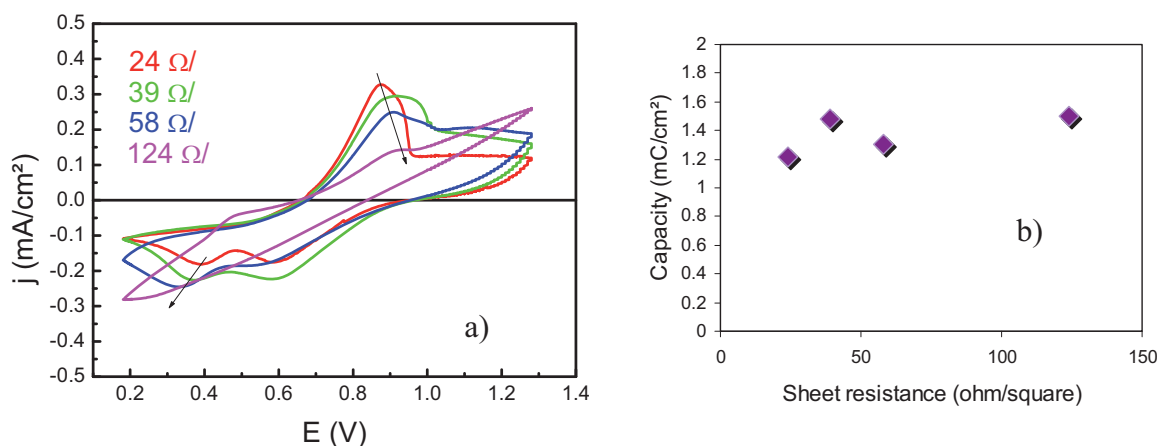 0.5
0.4
0.3
0.2
0.1
0.0
-0.1
-0.2
-0.3
-0.4
-0.5
j (mA/cm²)
24 Ω/
39 Ω/
58 Ω/
124 Ω/
a)
0.2 0.4 0.6 0.8 1.0 1.2 1.4
E (V)
2
1.8
1.6
1.4
1.2
1
0.8
0.6
0.4
0.2
0
Capacity (mC/cm²)
b)
0 50 100 150
Sheet resistance (ohm/square)